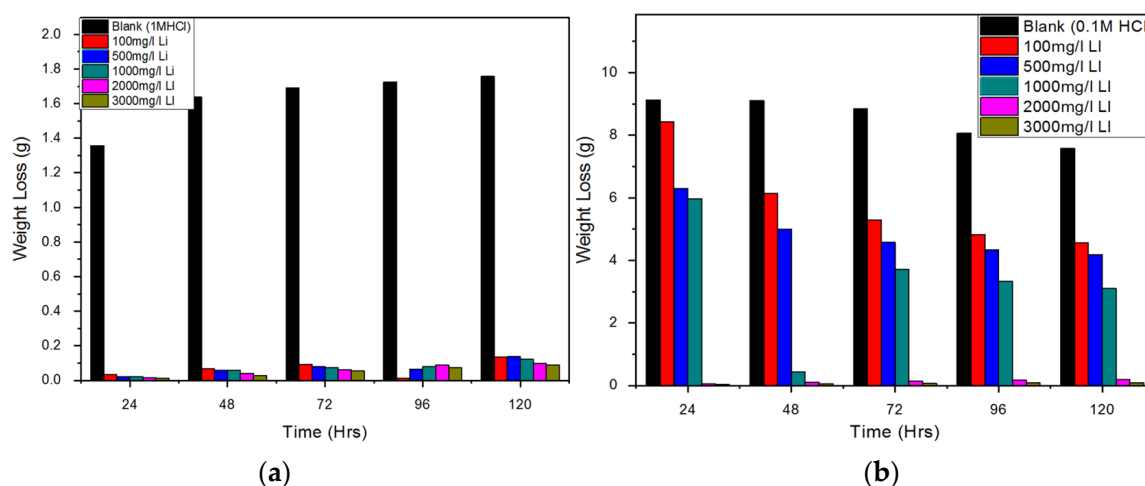 Blank (1MHCl)
100mg/l Li
500mg/l Li
1000mg/l Li
2000mg/l LI
3000mg/l LI
2.0
1.8
1.6
1.4
1.2
1.0
0.8
0.6
0.4
0.2
0.0
Weight Loss (g)
24 48 72 96 120
Time (Hrs)
(a)
Blank (0.1M HCl
100mg/l LI
500mg/l LI
1000mg/l LI
2000mg/l LI
3000mg/l LI
10
8
6
4
2
0
Weight Loss (g)
24 48 72 96 120
Time (Hrs)
(b)